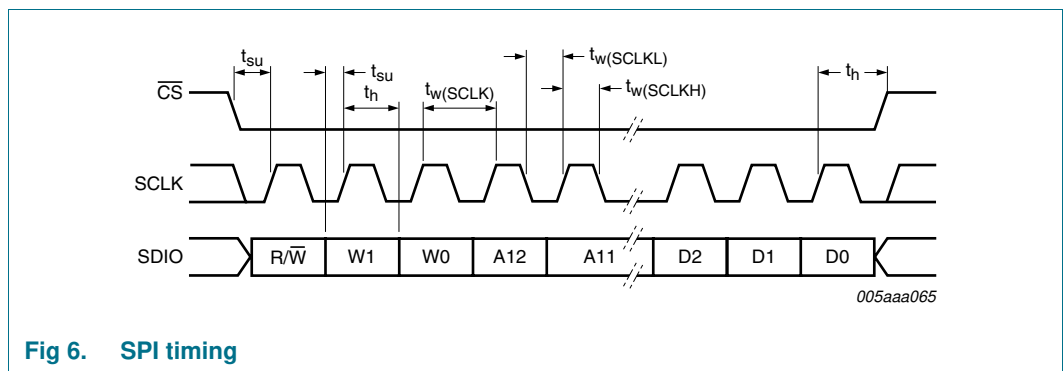 tsu
tsu
th
tw(SCLK)
tw(SCLKL)
tw(SCLKH)
th
CS
SCLK
SDIO
R/W
W1
W0
A12
A11
D2
D1
D0
005aaa065
Fig 6. SPI timing